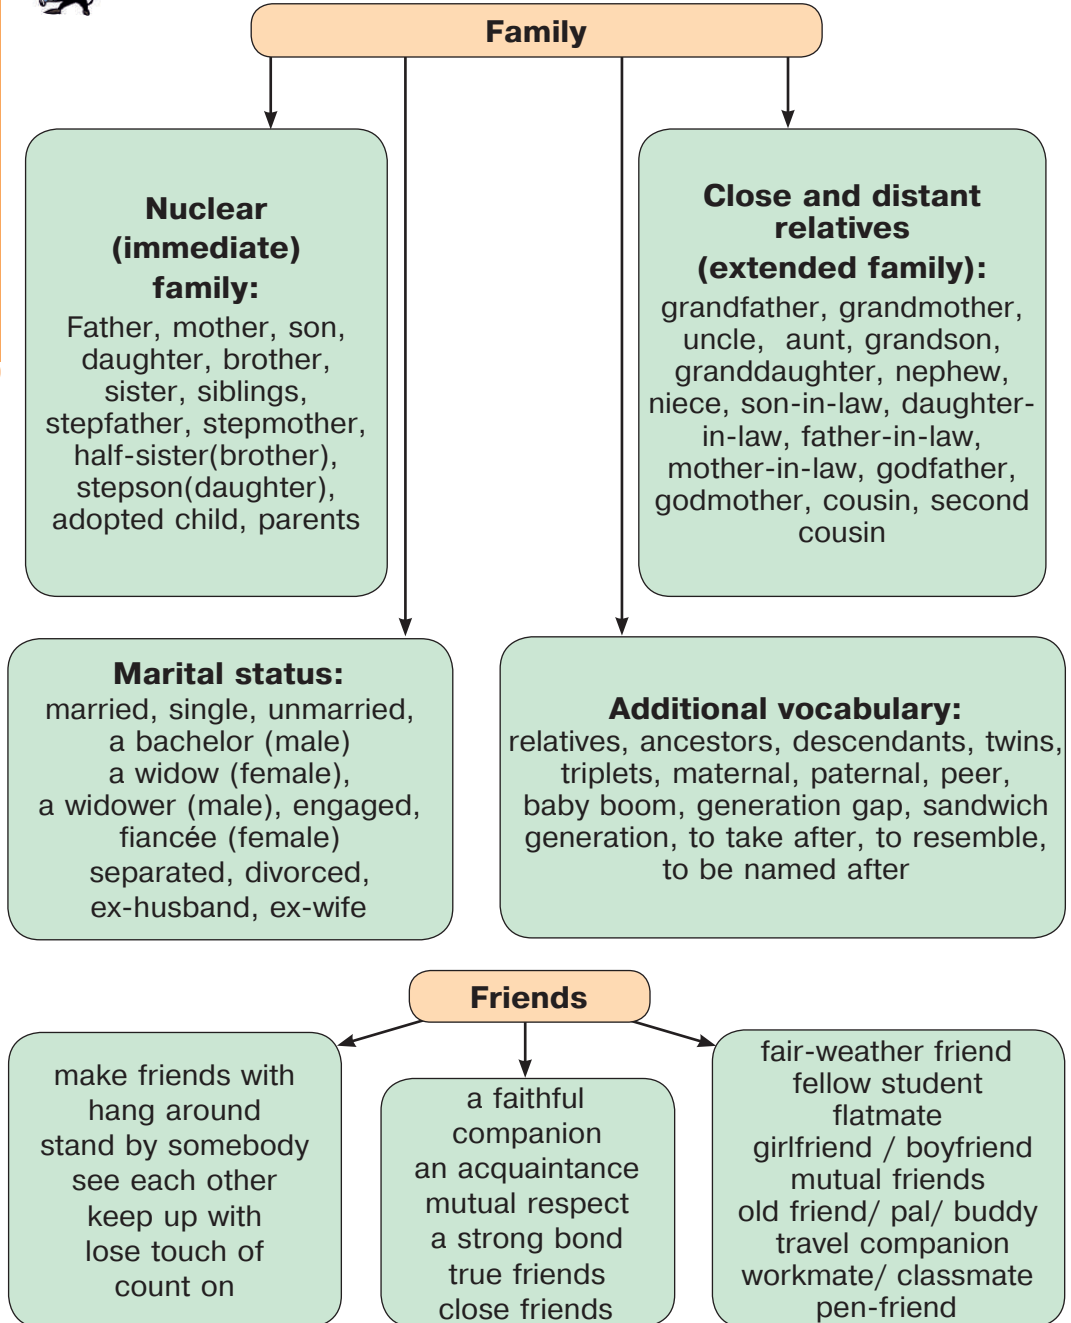 Family
Nuclear
(immediate)
family:
Father, mother, son,
daughter, brother,
sister, siblings,
stepfather, stepmother,
half-sister(brother),
stepson(daughter),
adopted child, parents
Close and distant
relatives
(extended family):
grandfather, grandmother,
uncle, aunt, grandson,
granddaughter, nephew,
niece, son-in-law, daughter-
in-law, father-in-law,
mother-in-law, godfather,
godmother, cousin, second
cousin
Marital status:
married, single, unmarried,
a bachelor (male)
a widow (female),
a widower (male), engaged,
fiancée (female)
separated, divorced,
ex-husband, ex-wife
Additional vocabulary:
relatives, ancestors, descendants, twins,
triplets, maternal, paternal, peer,
baby boom, generation gap, sandwich
generation, to take after, to resemble,
to be named after
Friends
make friends with
hang around
stand by somebody
see each other
keep up with
lose touch of
count on
a faithful
companion
an acquaintance
mutual respect
a strong bond
true friends
close friends
fair-weather friend
fellow student
flatmate
girlfriend / boyfriend
mutual friends
old friend/ pal/ buddy
travel companion
workmate/ classmate
pen-friend